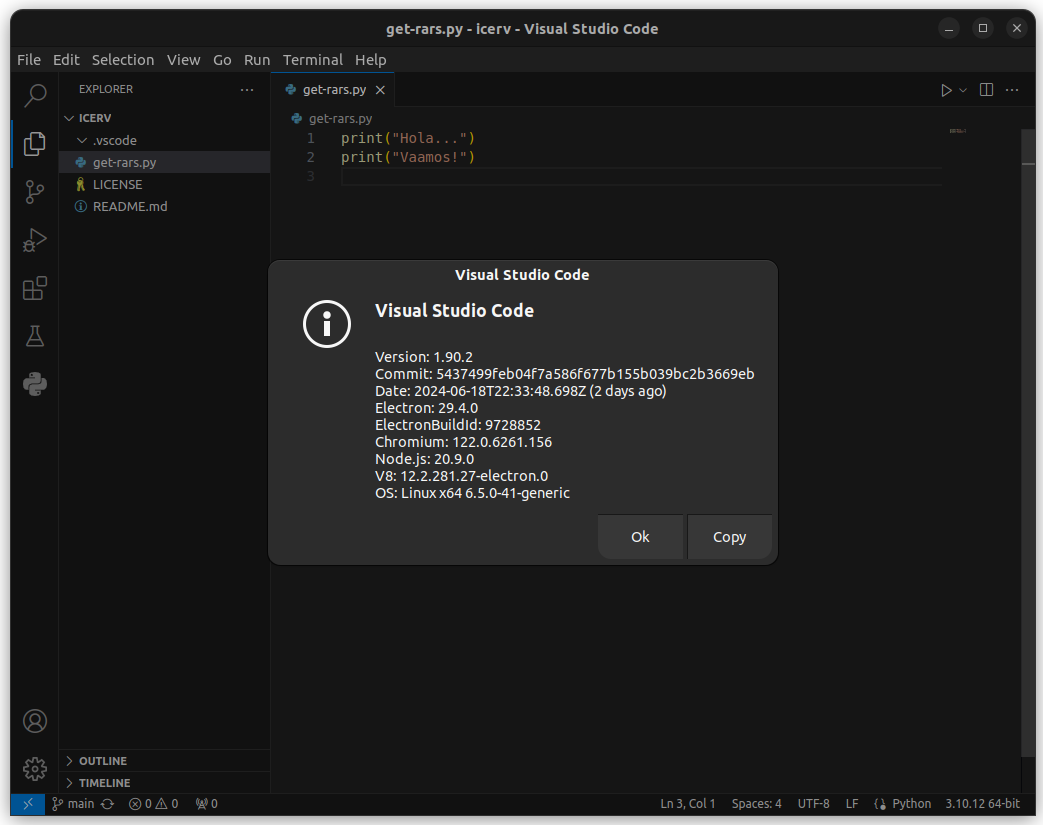 get-rars.py - icerv - Visual Studio Code
File Edit Selection View Go Run Terminal Help
EXPLORER
ICERV
.vscode
get-rars.py
LICENSE
README.md
OUTLINE
TIMELINE
get-rars.py
get-rars.py
1 print("Hola...")
2 print("Vaamos!")
3
Visual Studio Code
Visual Studio Code
Version: 1.90.2
Commit: 5437499feb04f7a586f677b155b039bc2b3669eb
Date: 2024-06-18T22:33:48.698Z (2 days ago)
Electron: 29.4.0
ElectronBuildId: 9728852
Chromium: 122.0.6261.156
Node.js: 20.9.0
V8: 12.2.281.27-electron.0
OS: Linux x64 6.5.0-41-generic
Ok Copy
main 0 0 0 Ln 3, Col 1 Spaces: 4 UTF-8 LF Python 3.10.12 64-bit